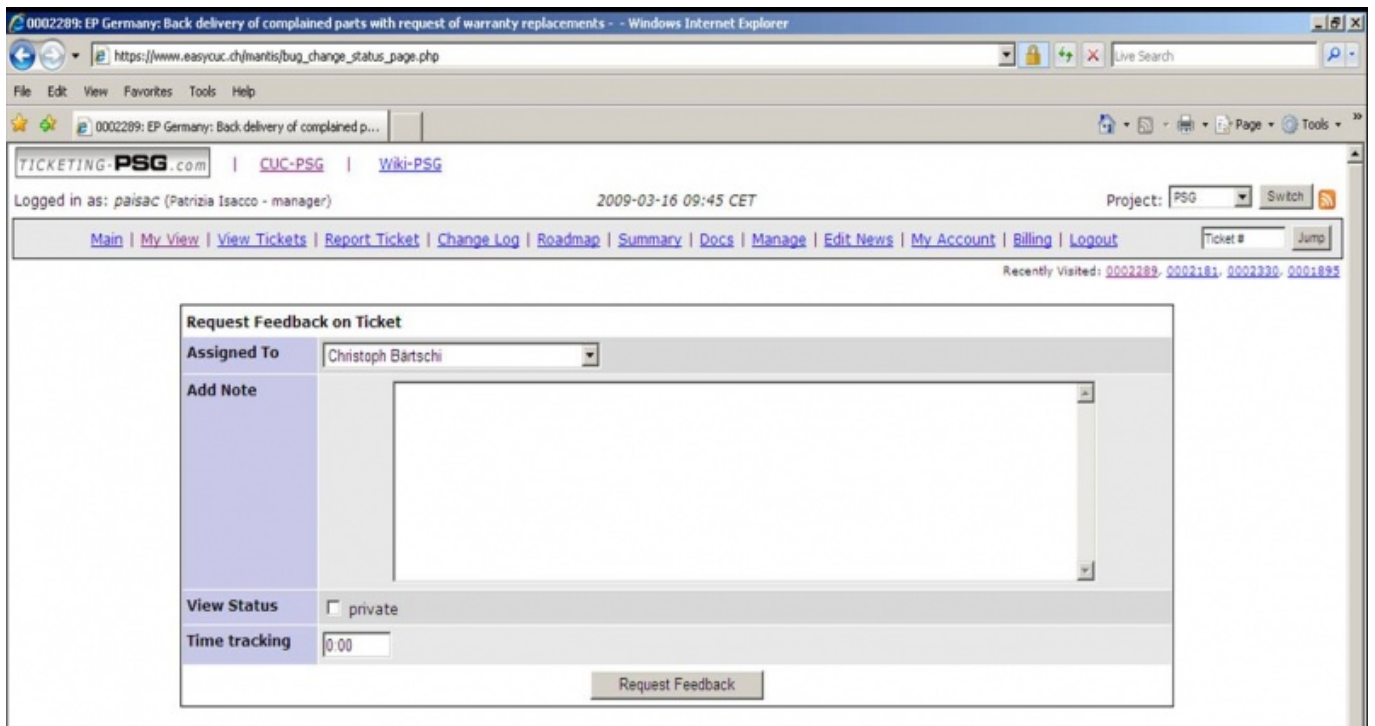 0002289: EP Germany: Back delivery of complained parts with request of warranty replacements - - Windows Internet Explorer
https://www.easycuc.ch/mantis/bug_change_status_page.php
Live Search
File Edit View Favorites Tools Help
0002289: EP Germany: Back delivery of complained p...
Page Tools
TICKETING-PSG.com | CUC-PSG | Wiki-PSG
Logged in as: paisac (Patrizia Isacco - manager) 2009-03-16 09:45 CET Project: PSG Switch
Main | My View | View Tickets | Report Ticket | Change Log | Roadmap | Summary | Docs | Manage | Edit News | My Account | Billing | Logout Ticket # Jump
Recently Visited: 0002289, 0002181, 0002330, 0001895
Request Feedback on Ticket
Assigned To Christoph Bärtschi
Add Note
View Status private
Time tracking 0:00
Request Feedback